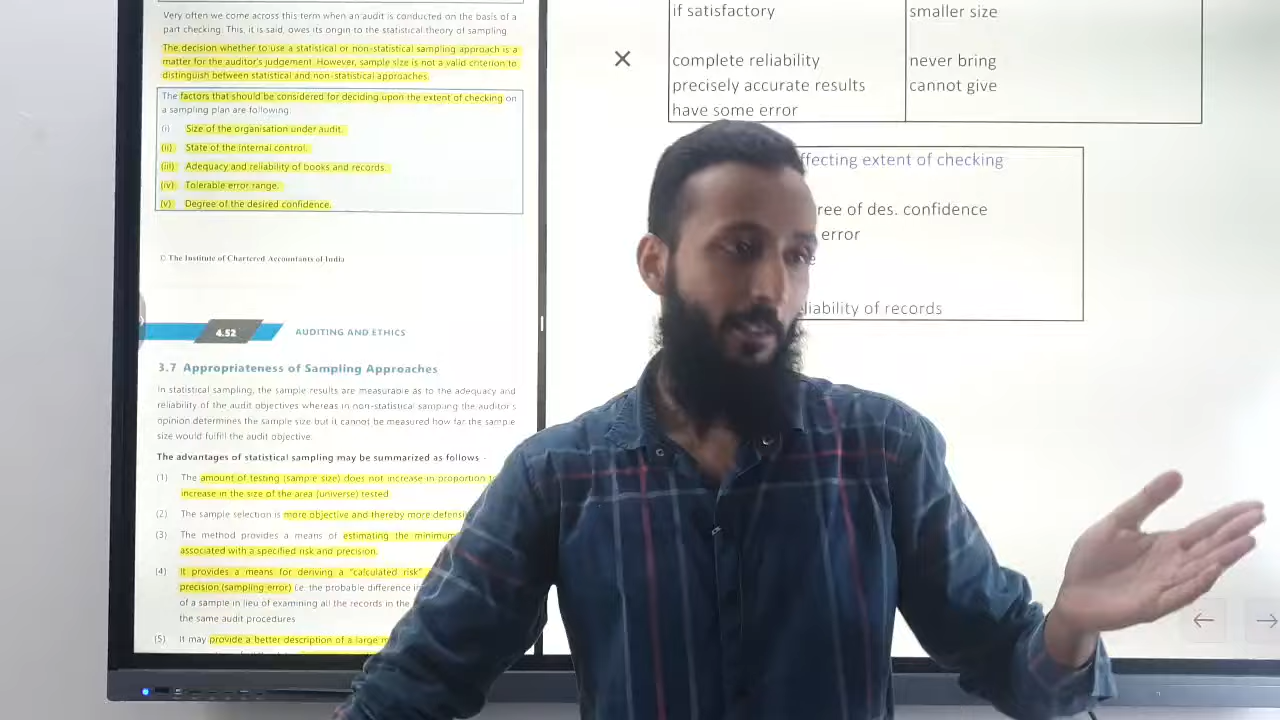 Very often we come across this term when an audit is conducted on the basis of a
part checking. This, it is said, owes its origin to the statistical theory of sampling.
The decision whether to use a statistical or non-statistical sampling approach is a
matter for the auditor's judgement. However, sample size is not a valid criterion to
distinguish between statistical and non-statistical approaches.
The factors that should be considered for deciding upon the extent of checking on
a sampling plan are following:
(i) Size of the organisation under audit.
(ii) State of the internal control.
(iii) Adequacy and reliability of books and records.
(iv) Tolerable error range.
(v) Degree of the desired confidence.
© The Institute of Chartered Accountants of India
4.52 AUDITING AND ETHICS
3.7 Appropriateness of Sampling Approaches
In statistical sampling, the sample results are measurable as to the adequacy and
reliability of the audit objectives whereas in non-statistical sampling the auditor's
opinion determines the sample size but it cannot be measured how far the sample
size would fulfill the audit objective.
The advantages of statistical sampling may be summarized as follows -
(1) The amount of testing (sample size) does not increase in proportion
increase in the size of the area (universe) tested
(2) The sample selection is more objective and thereby more
(3) The method provides a means of estimating the minimum
associated with a specified risk and precision.
(4) It provides a means for deriving a "calculated risk"
precision (sampling error) i.e. the probable difference
of a sample in lieu of examining all the records in the
the same audit procedures
(5) It may provide a better description of a large
if satisfactory smaller size
× complete reliability never bring
precisely accurate results cannot give
have some error
ffecting extent of checking
ree of des. confidence
error
liability of records
← →